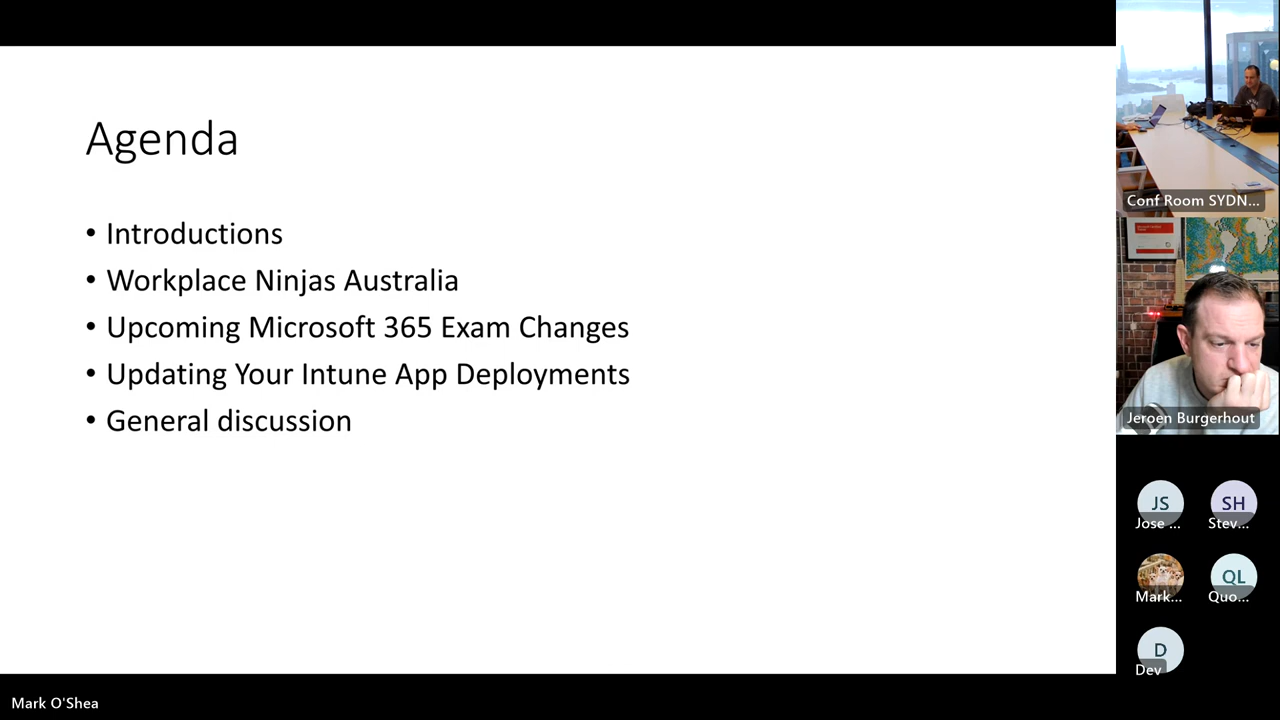 Agenda
• Introductions
• Workplace Ninjas Australia
• Upcoming Microsoft 365 Exam Changes
• Updating Your Intune App Deployments
• General discussion
Conf Room SYDN...
Jeroen Burgerhout
JS
Jose ...
SH
Stev...
Mark...
QL
Quo...
D
Dev
Mark O'Shea